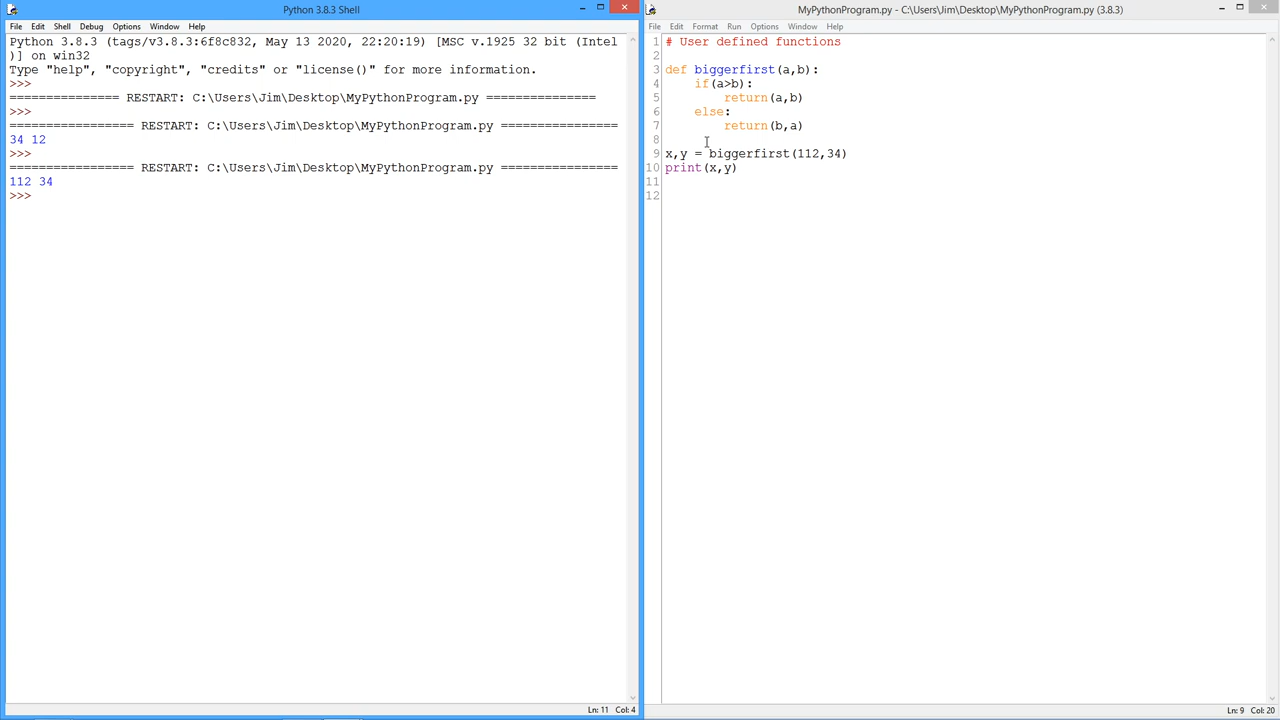 Python 3.8.3 Shell
File Edit Shell Debug Options Window Help
Python 3.8.3 (tags/v3.8.3:6f8c832, May 13 2020, 22:20:19) [MSC v.1925 32 bit (Intel
)] on win32
Type "help", "copyright", "credits" or "license()" for more information.
>>>
=============== RESTART: C:\Users\Jim\Desktop\MyPythonProgram.py ===============
>>>
================= RESTART: C:\Users\Jim\Desktop\MyPythonProgram.py ================
34 12
>>>
================= RESTART: C:\Users\Jim\Desktop\MyPythonProgram.py ================
112 34
>>>
Ln: 11 Col: 4
MyPythonProgram.py - C:\Users\Jim\Desktop\MyPythonProgram.py (3.8.3)
File Edit Format Run Options Window Help
1 # User defined functions
2
3 def biggerfirst(a,b):
4     if(a>b):
5         return(a,b)
6     else:
7         return(b,a)
8
9 x,y = biggerfirst(112,34)
10 print(x,y)
11
12
Ln: 9 Col: 20